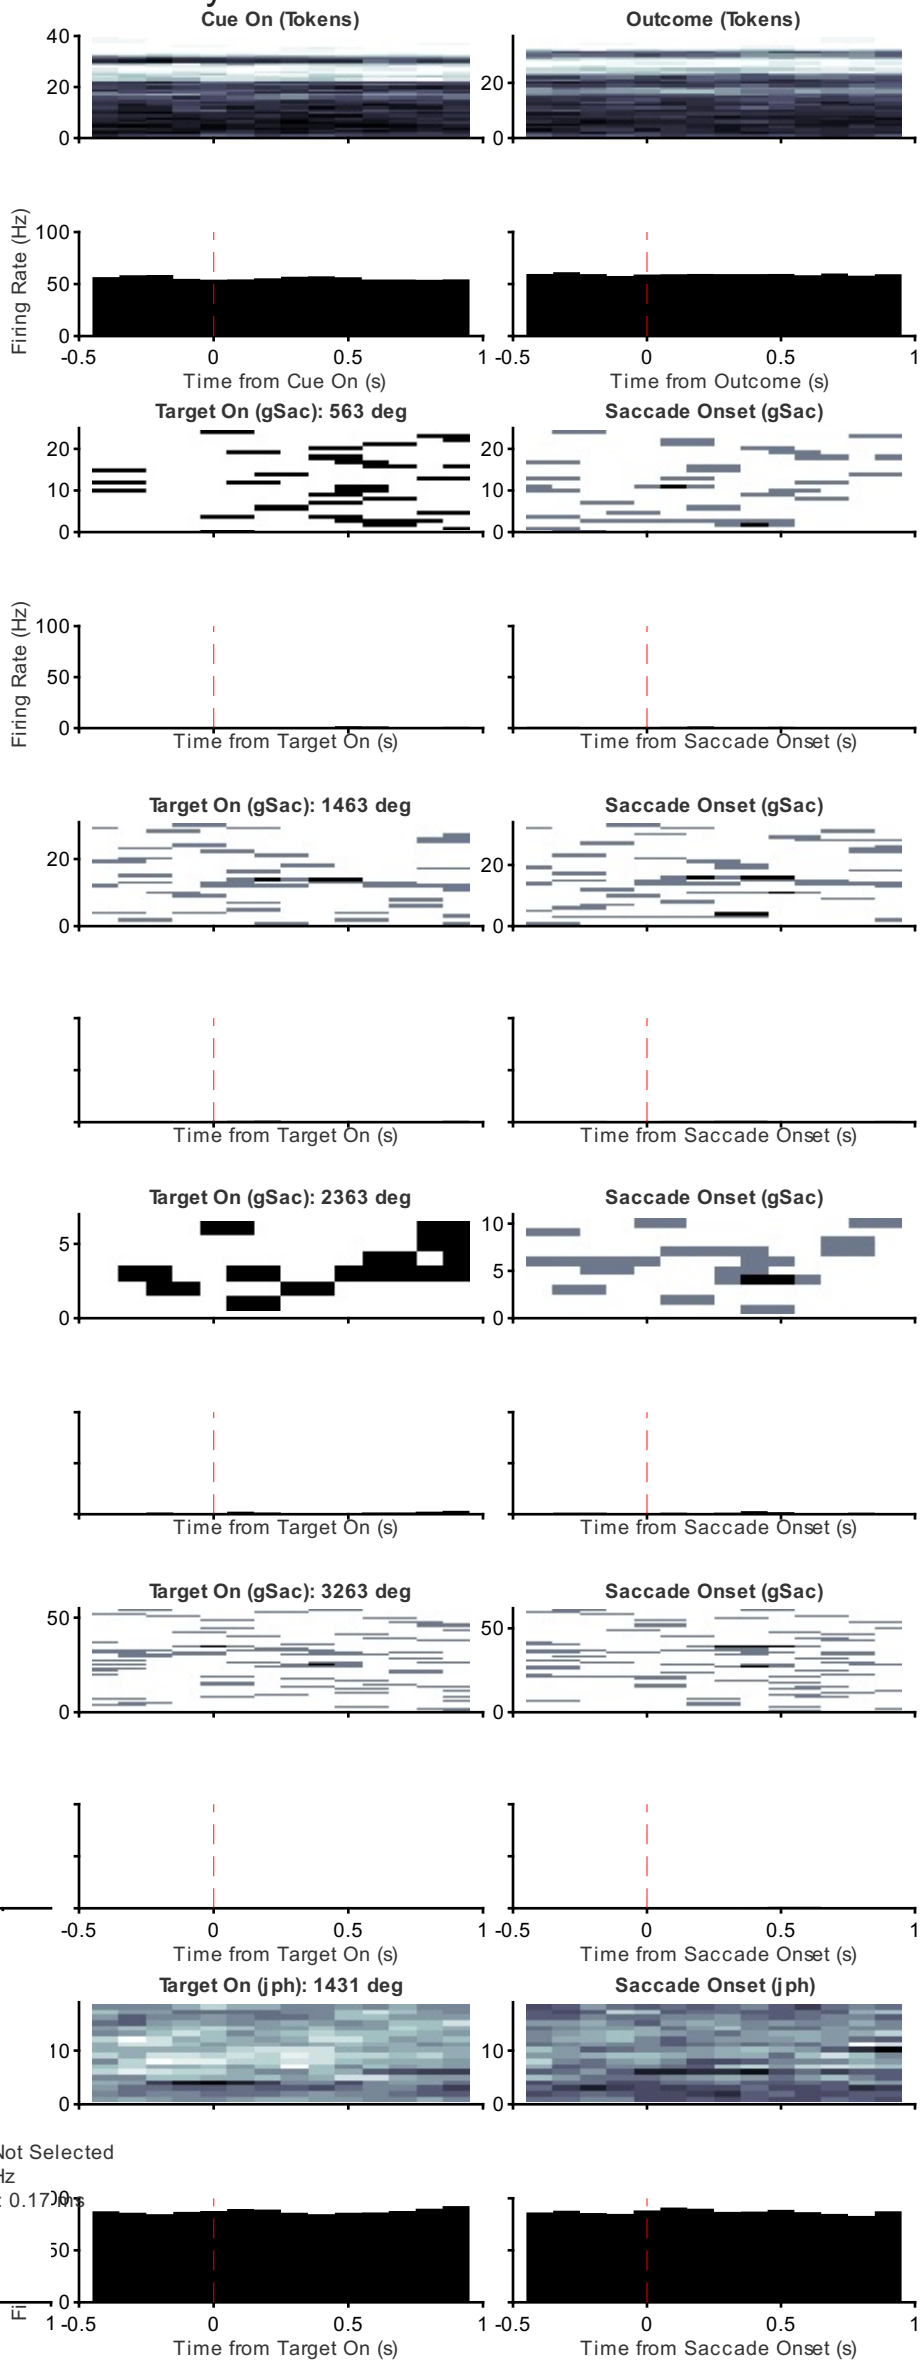 y
Cue On (Tokens)
Outcome (Tokens)
40
20
0
20
0
Firing Rate (Hz)
100
50
0
-0.5
0
0.5
1
-0.5
0
0.5
1
Time from Cue On (s)
Time from Outcome (s)
Target On (gSac): 563 deg
Saccade Onset (gSac)
20
10
0
20
10
0
Firing Rate (Hz)
100
50
0
Time from Target On (s)
Time from Saccade Onset (s)
Target On (gSac): 1463 deg
Saccade Onset (gSac)
20
0
20
0
Time from Target On (s)
Time from Saccade Onset (s)
Target On (gSac): 2363 deg
Saccade Onset (gSac)
5
0
10
5
0
Time from Target On (s)
Time from Saccade Onset (s)
Target On (gSac): 3263 deg
Saccade Onset (gSac)
50
0
50
0
-0.5
0
0.5
1
-0.5
0
0.5
1
Time from Target On (s)
Time from Saccade Onset (s)
Target On (jph): 1431 deg
Saccade Onset (jph)
10
0
10
0
Not Selected
Hz
: 0.17 ms
50
0
Fi
1
-0.5
0
0.5
1
-0.5
0
0.5
1
Time from Target On (s)
Time from Saccade Onset (s)